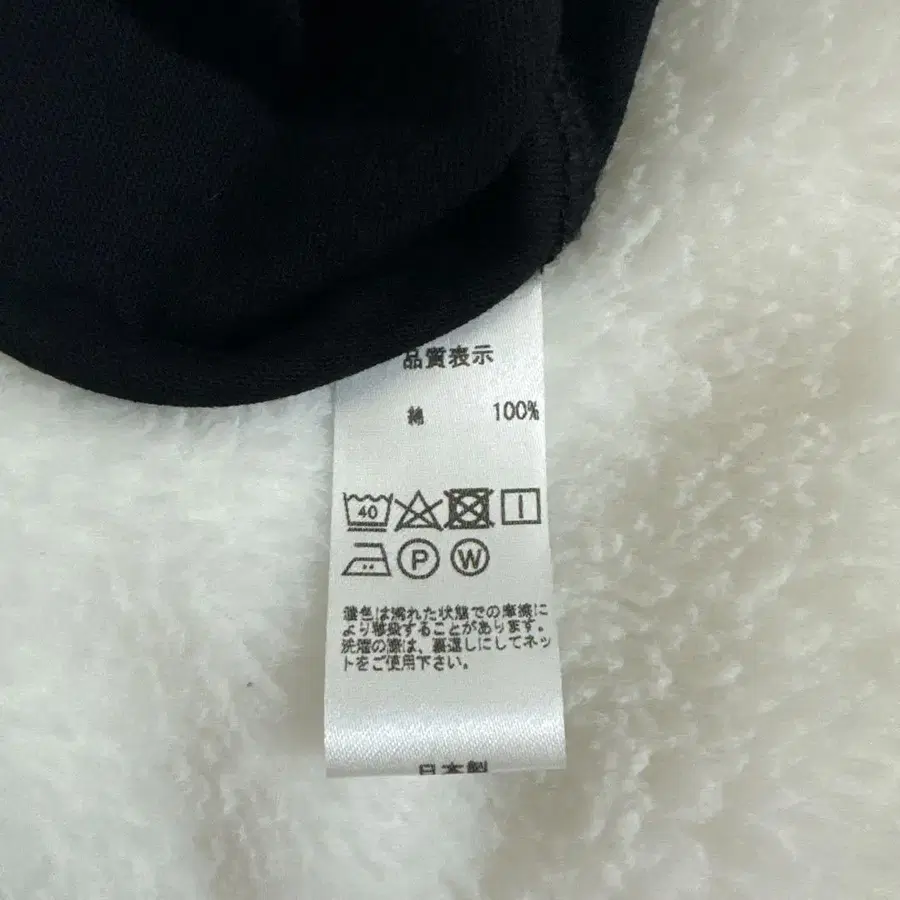 品質表示
綿 100%
40
P W
濃色は濡れた状態での摩擦に
より移染することがあります。
洗濯の際は、裏返しにしてネッ
トをご使用下さい。
日本製